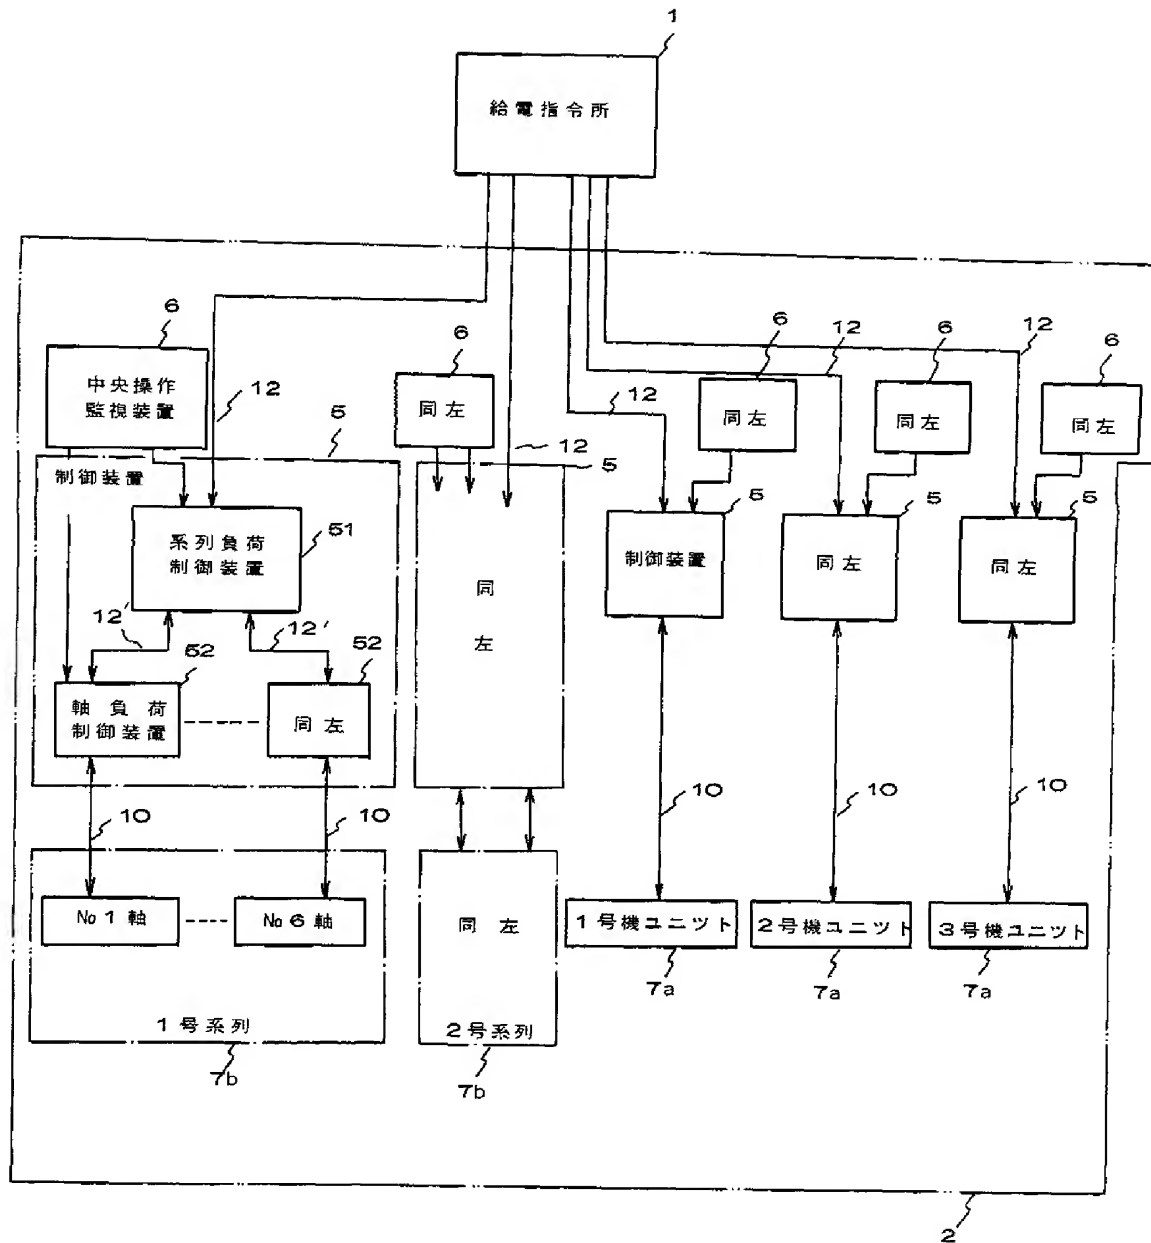 1
給電指令所
6
中央操作
監視装置
12
6
同左
12
5
5
12
6
同左
12
6
同左
12
6
同左
制御装置
系列負荷
制御装置
51
12′
12′
52
軸負荷
制御装置
52
同左
同
左
5
制御装置
5
同左
5
同左
10
10
10
10
10
№1軸
№6軸
1号系列
7b
同左
2号系列
7b
1号機ユニット
7a
2号機ユニット
7a
3号機ユニット
7a
2